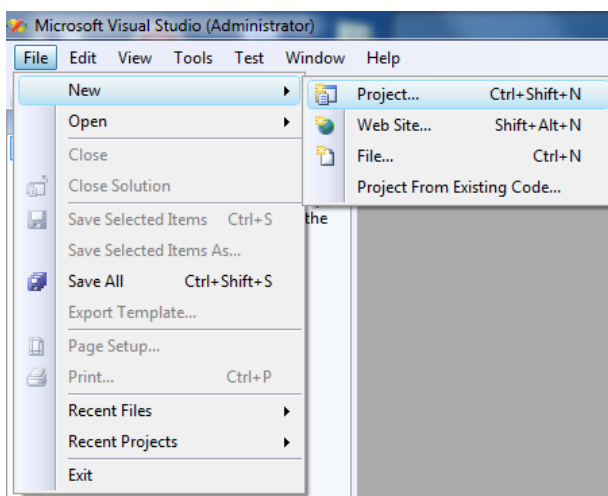 Microsoft Visual Studio (Administrator)
File Edit View Tools Test Window Help
New
Open
Close
Close Solution
Save Selected Items Ctrl+S
Save Selected Items As...
Save All Ctrl+Shift+S
Export Template...
Page Setup...
Print... Ctrl+P
Recent Files
Recent Projects
Exit
Project... Ctrl+Shift+N
Web Site... Shift+Alt+N
File... Ctrl+N
Project From Existing Code...
the